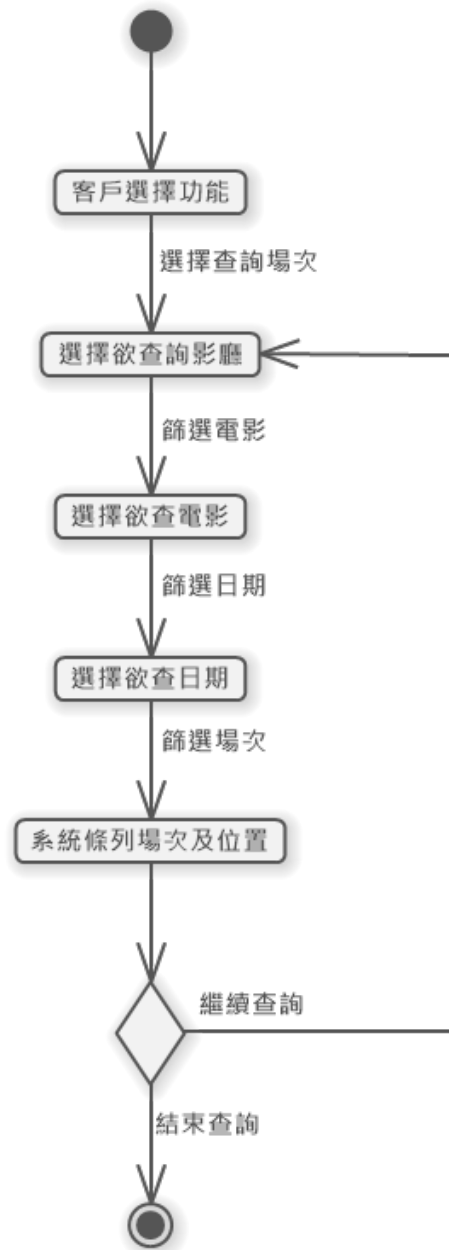 客戶選擇功能
選擇查詢場次
選擇欲查詢影廳
篩選電影
選擇欲查電影
篩選日期
選擇欲查日期
篩選場次
系統條列場次及位置
繼續查詢
結束查詢